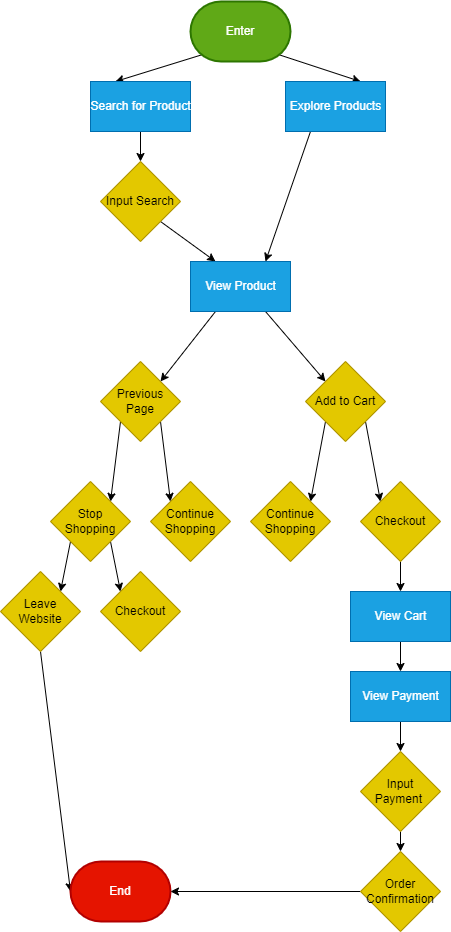 Enter
Search for Product
Explore Products
Input Search
View Product
Previous
Page
Add to Cart
Stop
Shopping
Continue
Shopping
Continue
Shopping
Checkout
Leave
Website
Checkout
View Cart
View Payment
Input
Payment
End
Order
Confirmation